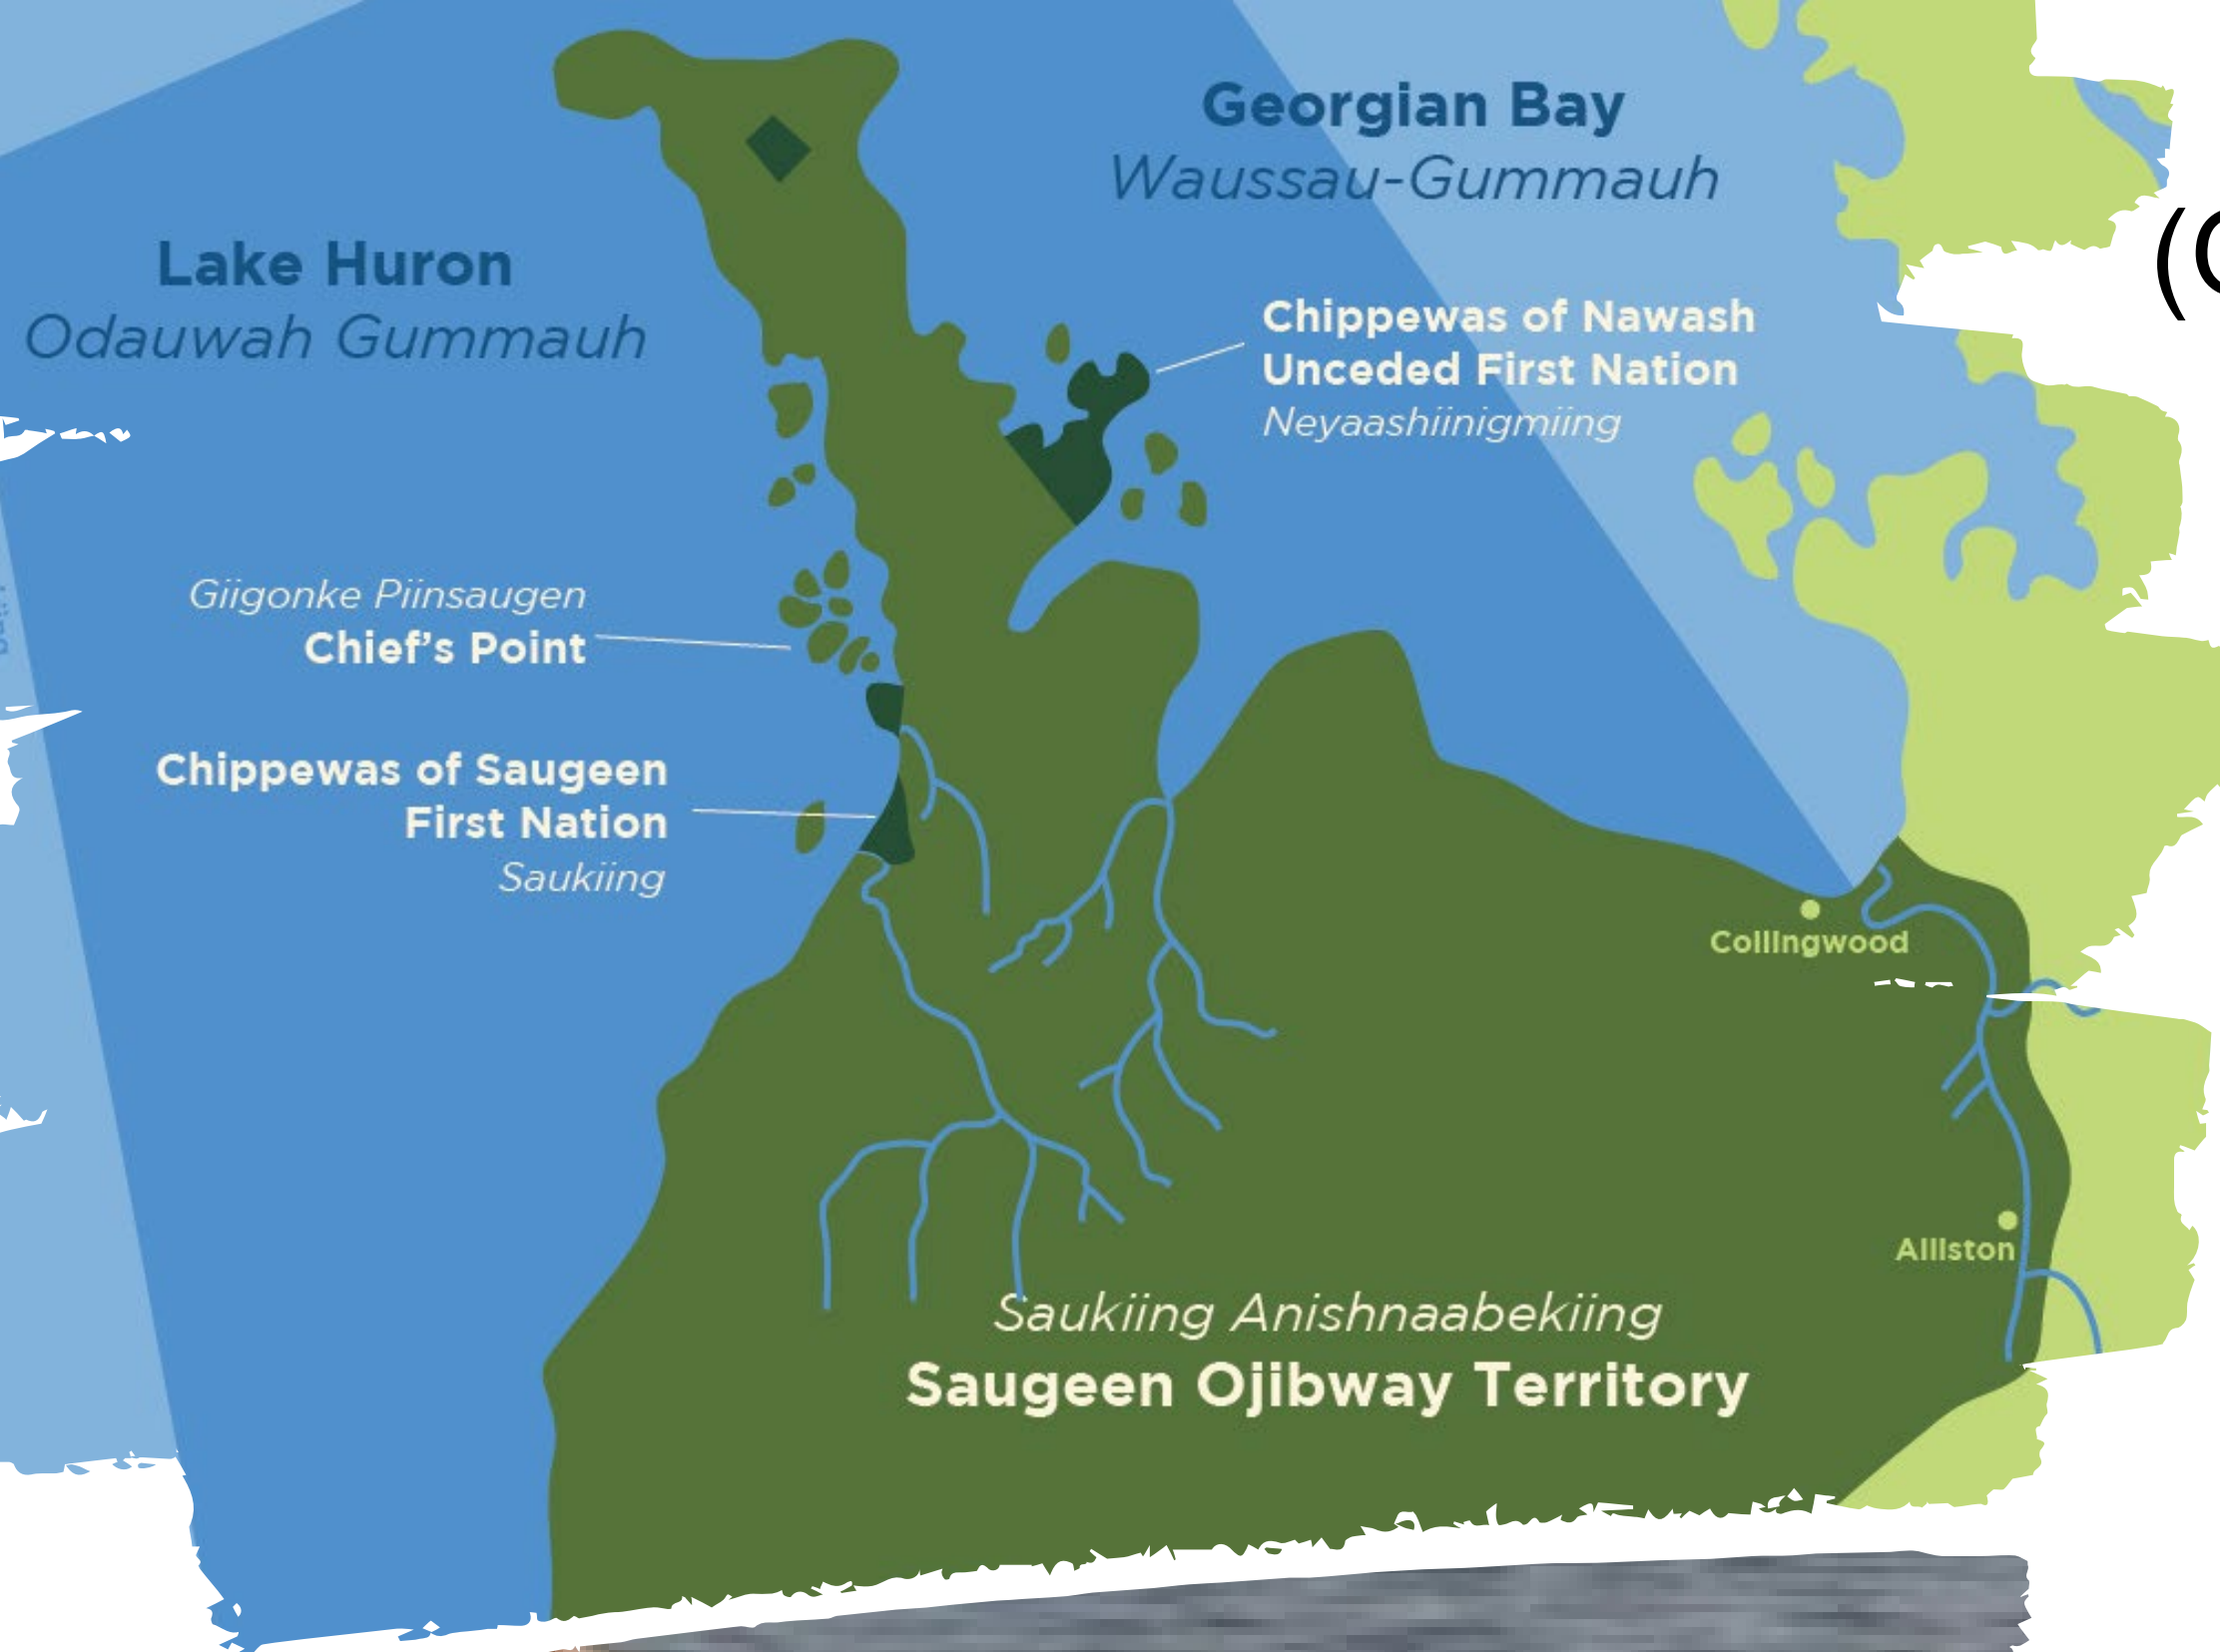 Georgian Bay
Waussau-Gummauh
Lake Huron
Odauwah Gummauh
Chippewas of Nawash
Unceded First Nation
Neyaashiinigmiing
Giigonke Piinsaugen
Chief's Point
Chippewas of Saugeen
First Nation
Saukiing
Collingwood
Alliston
Saukiing Anishnaabekiing
Saugeen Ojibway Territory